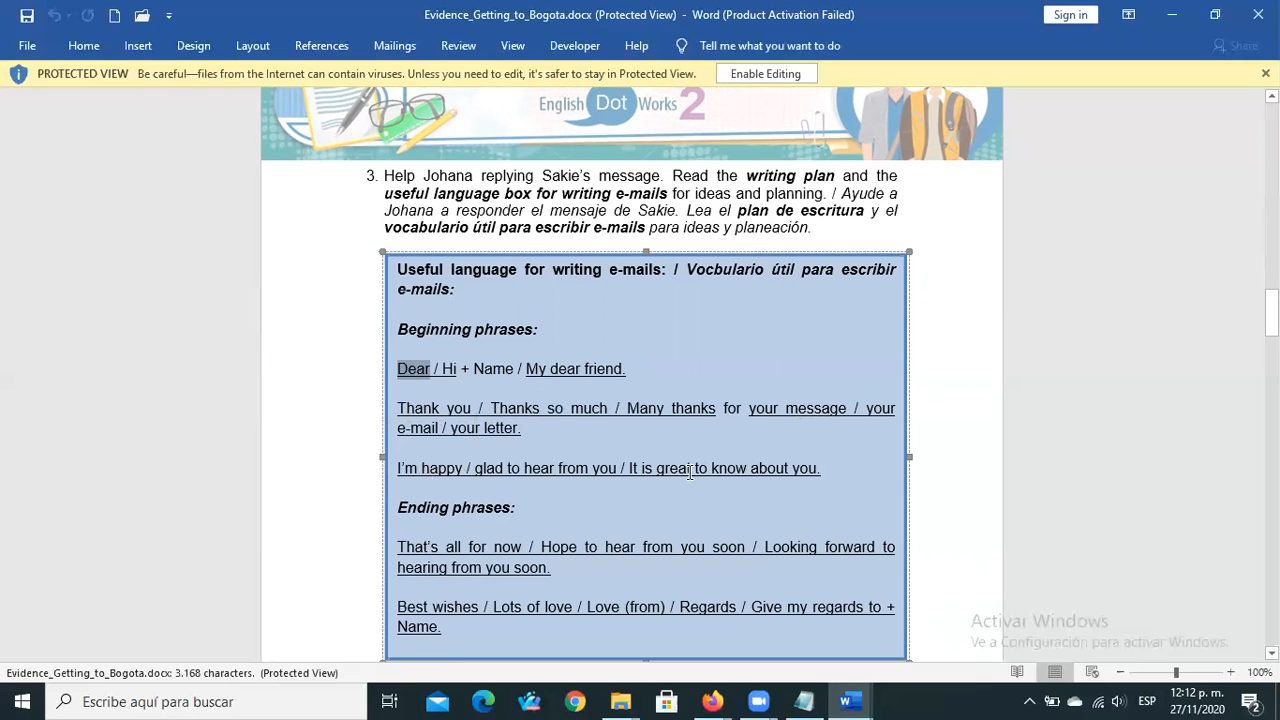 Evidence_Getting_to_Bogota.docx (Protected View) - Word (Product Activation Failed)
Sign in
File Home Insert Design Layout References Mailings Review View Developer Help Tell me what you want to do Share
PROTECTED VIEW Be careful—files from the Internet can contain viruses. Unless you need to edit, it's safer to stay in Protected View. Enable Editing
English Dot Works 2
3. Help Johana replying Sakie's message. Read the writing plan and the
useful language box for writing e-mails for ideas and planning. / Ayude a
Johana a responder el mensaje de Sakie. Lea el plan de escritura y el
vocabulario útil para escribir e-mails para ideas y planeación.
Useful language for writing e-mails: / Vocbulario útil para escribir
e-mails:
Beginning phrases:
Dear / Hi + Name / My dear friend.
Thank you / Thanks so much / Many thanks for your message / your
e-mail / your letter.
I'm happy / glad to hear from you / It is great to know about you.
Ending phrases:
That's all for now / Hope to hear from you soon / Looking forward to
hearing from you soon.
Best wishes / Lots of love / Love (from) / Regards / Give my regards to +
Name.
Activar Windows
Ve a Configuración para activar Windows.
Evidence_Getting_to_Bogota.docx: 3.168 characters. (Protected View)
100%
Escribe aquí para buscar
ESP
12:12 p. m.
27/11/2020
2